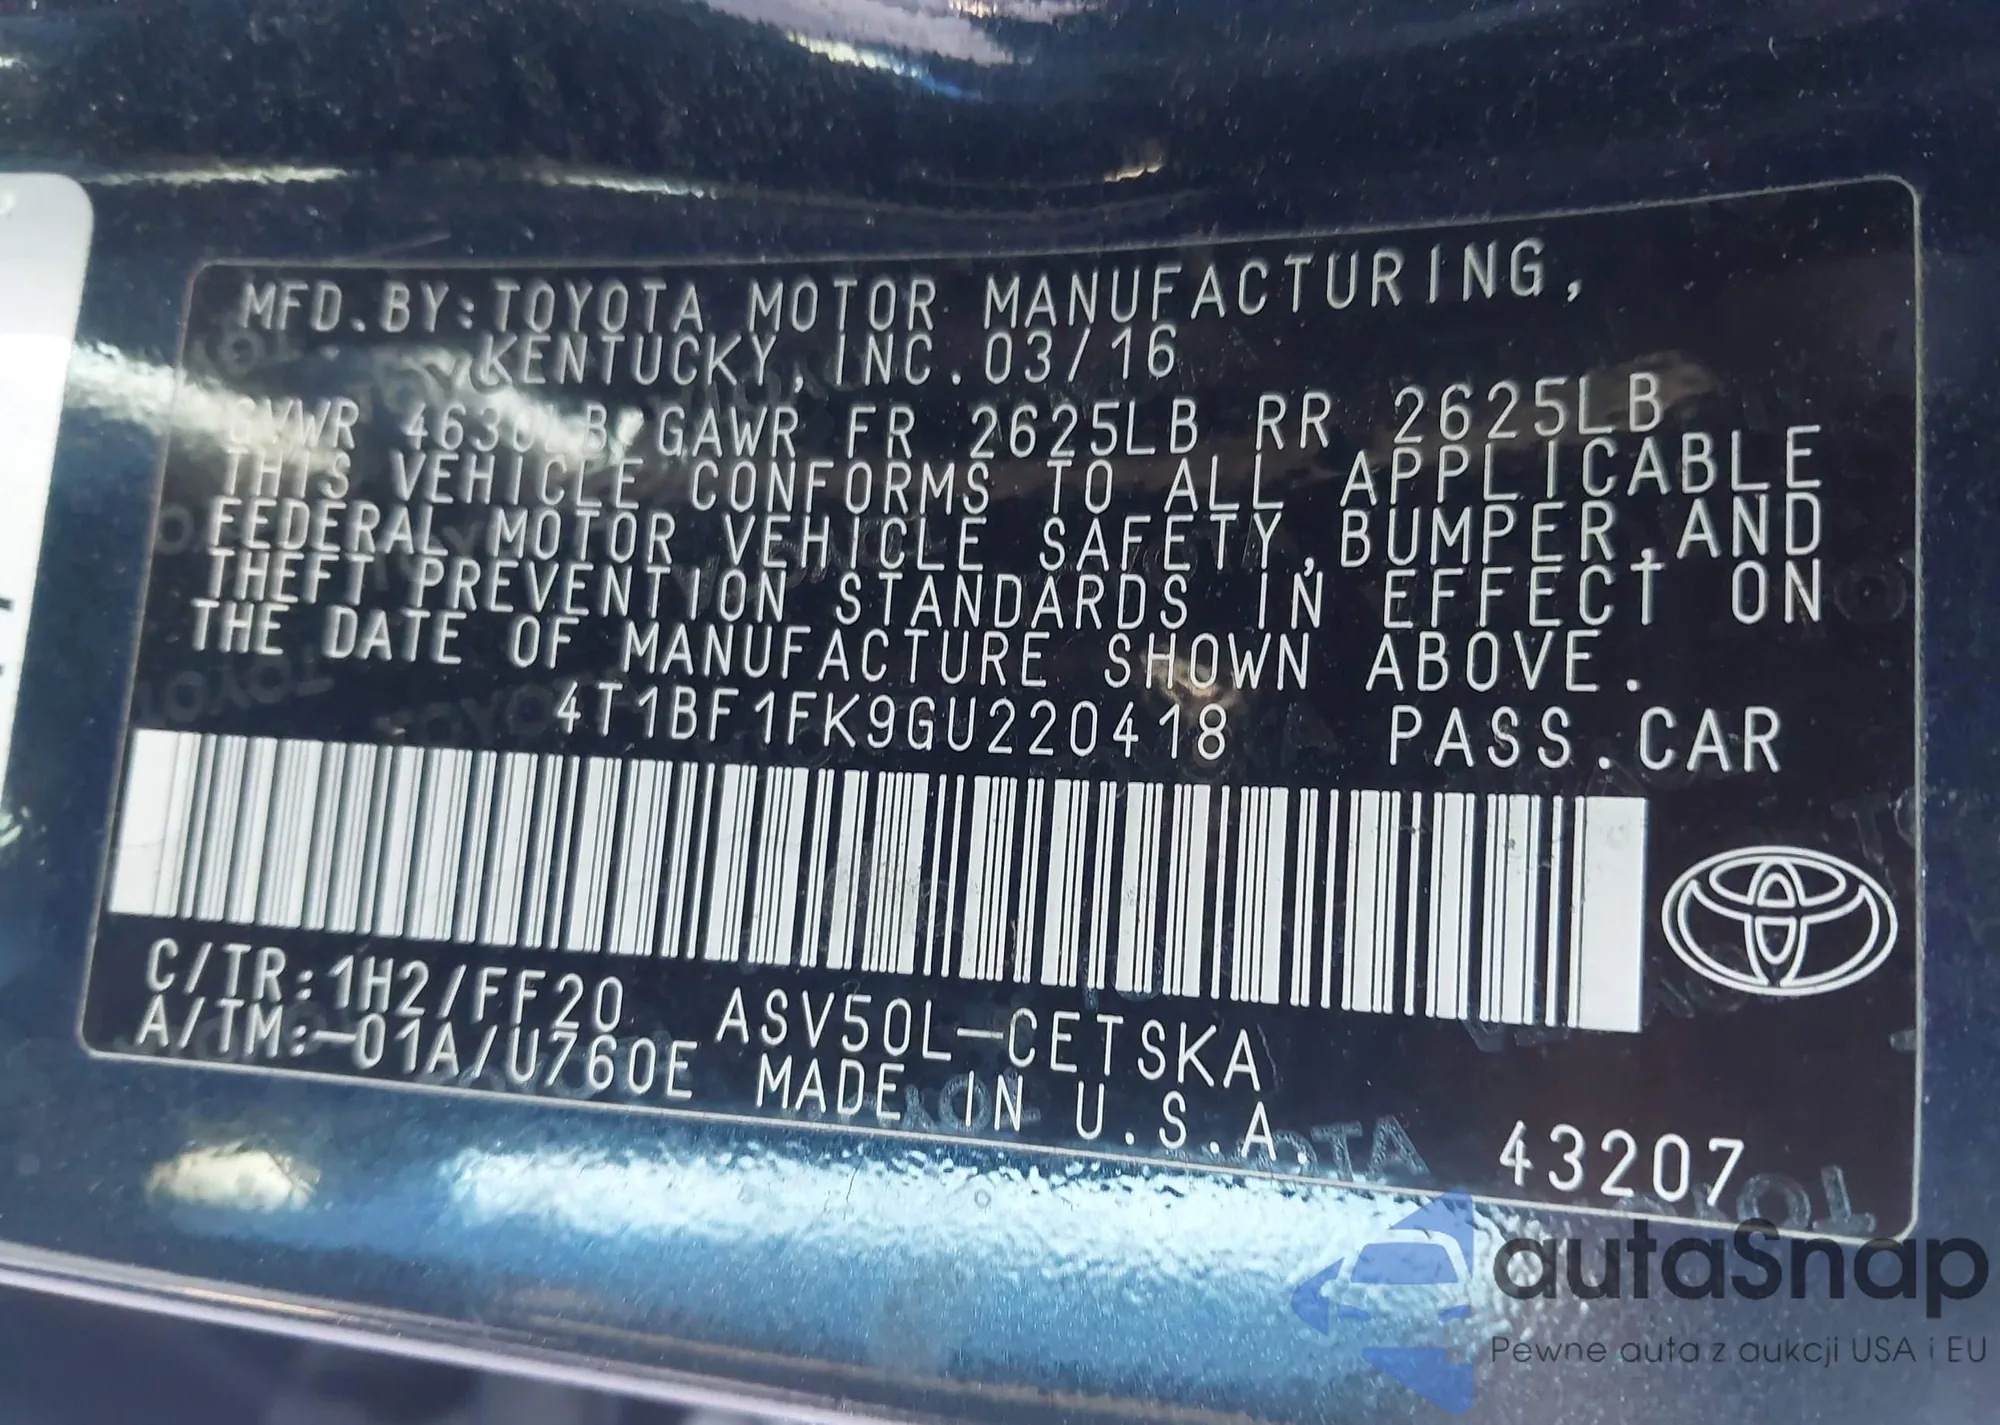 MFD.BY:TOYOTA MOTOR MANUFACTURING,
KENTUCKY, INC. 03/16
GVWR 4630LB GAWR FR 2625LB RR 2625LB
THIS VEHICLE CONFORMS TO ALL APPLICABLE
FEDERAL MOTOR VEHICLE SAFETY, BUMPER, AND
THEFT PREVENTION STANDARDS IN EFFECT ON
THE DATE OF MANUFACTURE SHOWN ABOVE.
4T1BF1FK9GU220418 PASS.CAR
C/TR:1H2/FF20 ASV50L-CETSKA
A/TM:-01A/U760E MADE IN U.S.A.
43207
autaSnap
Pewne auta z aukcji USA i EU